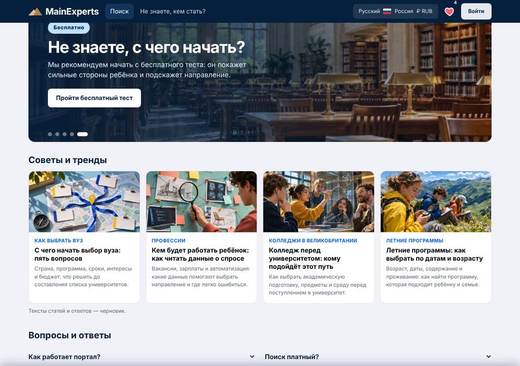 MainExperts
Поиск
Не знаете, кем стать?
Русский
Россия ₽ RUB
4
Войти
Бесплатно
Не знаете, с чего начать?
Мы рекомендуем начать с бесплатного теста: он покажет
сильные стороны ребёнка и подскажет направление.
Пройти бесплатный тест
Советы и тренды
КАК ВЫБРАТЬ ВУЗ
С чего начать выбор вуза:
пять вопросов
Страна, программа, сроки, интересы
и бюджет: что решить до
составления списка университетов.
ПРОФЕССИИ
Кем будет работать ребёнок:
как читать данные о спросе
Вакансии, зарплаты и автоматизация:
какие данные помогают выбрать
направление и где легко ошибиться.
КОЛЛЕДЖИ В ВЕЛИКОБРИТАНИИ
Колледж перед
университетом: кому
подойдёт этот путь
Как выбрать академическую
подготовку, предметы и среду перед
поступлением в университет.
ЛЕТНИЕ ПРОГРАММЫ
Летние программы: как
выбрать по датам и возрасту
Возраст, даты, содержание и
проживание: как найти программу,
которая подходит ребёнку и семье.
Тексты статей и ответов — черновик.
Вопросы и ответы
Как работает портал?
Поиск платный?